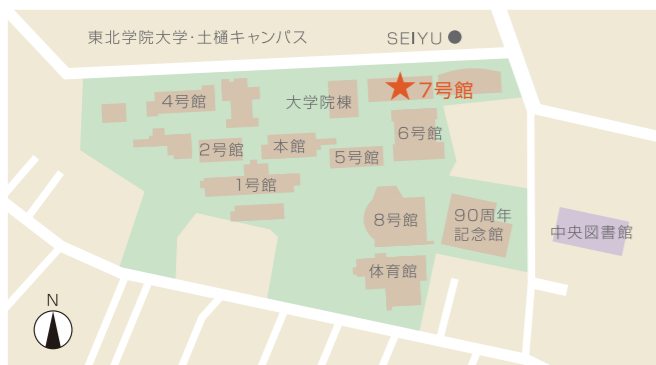 東北学院大学・土樋キャンパス
SEIYU
4号館
大学院棟
7号館
6号館
2号館
本館
5号館
1号館
8号館
90周年
記念館
中央図書館
体育館
N